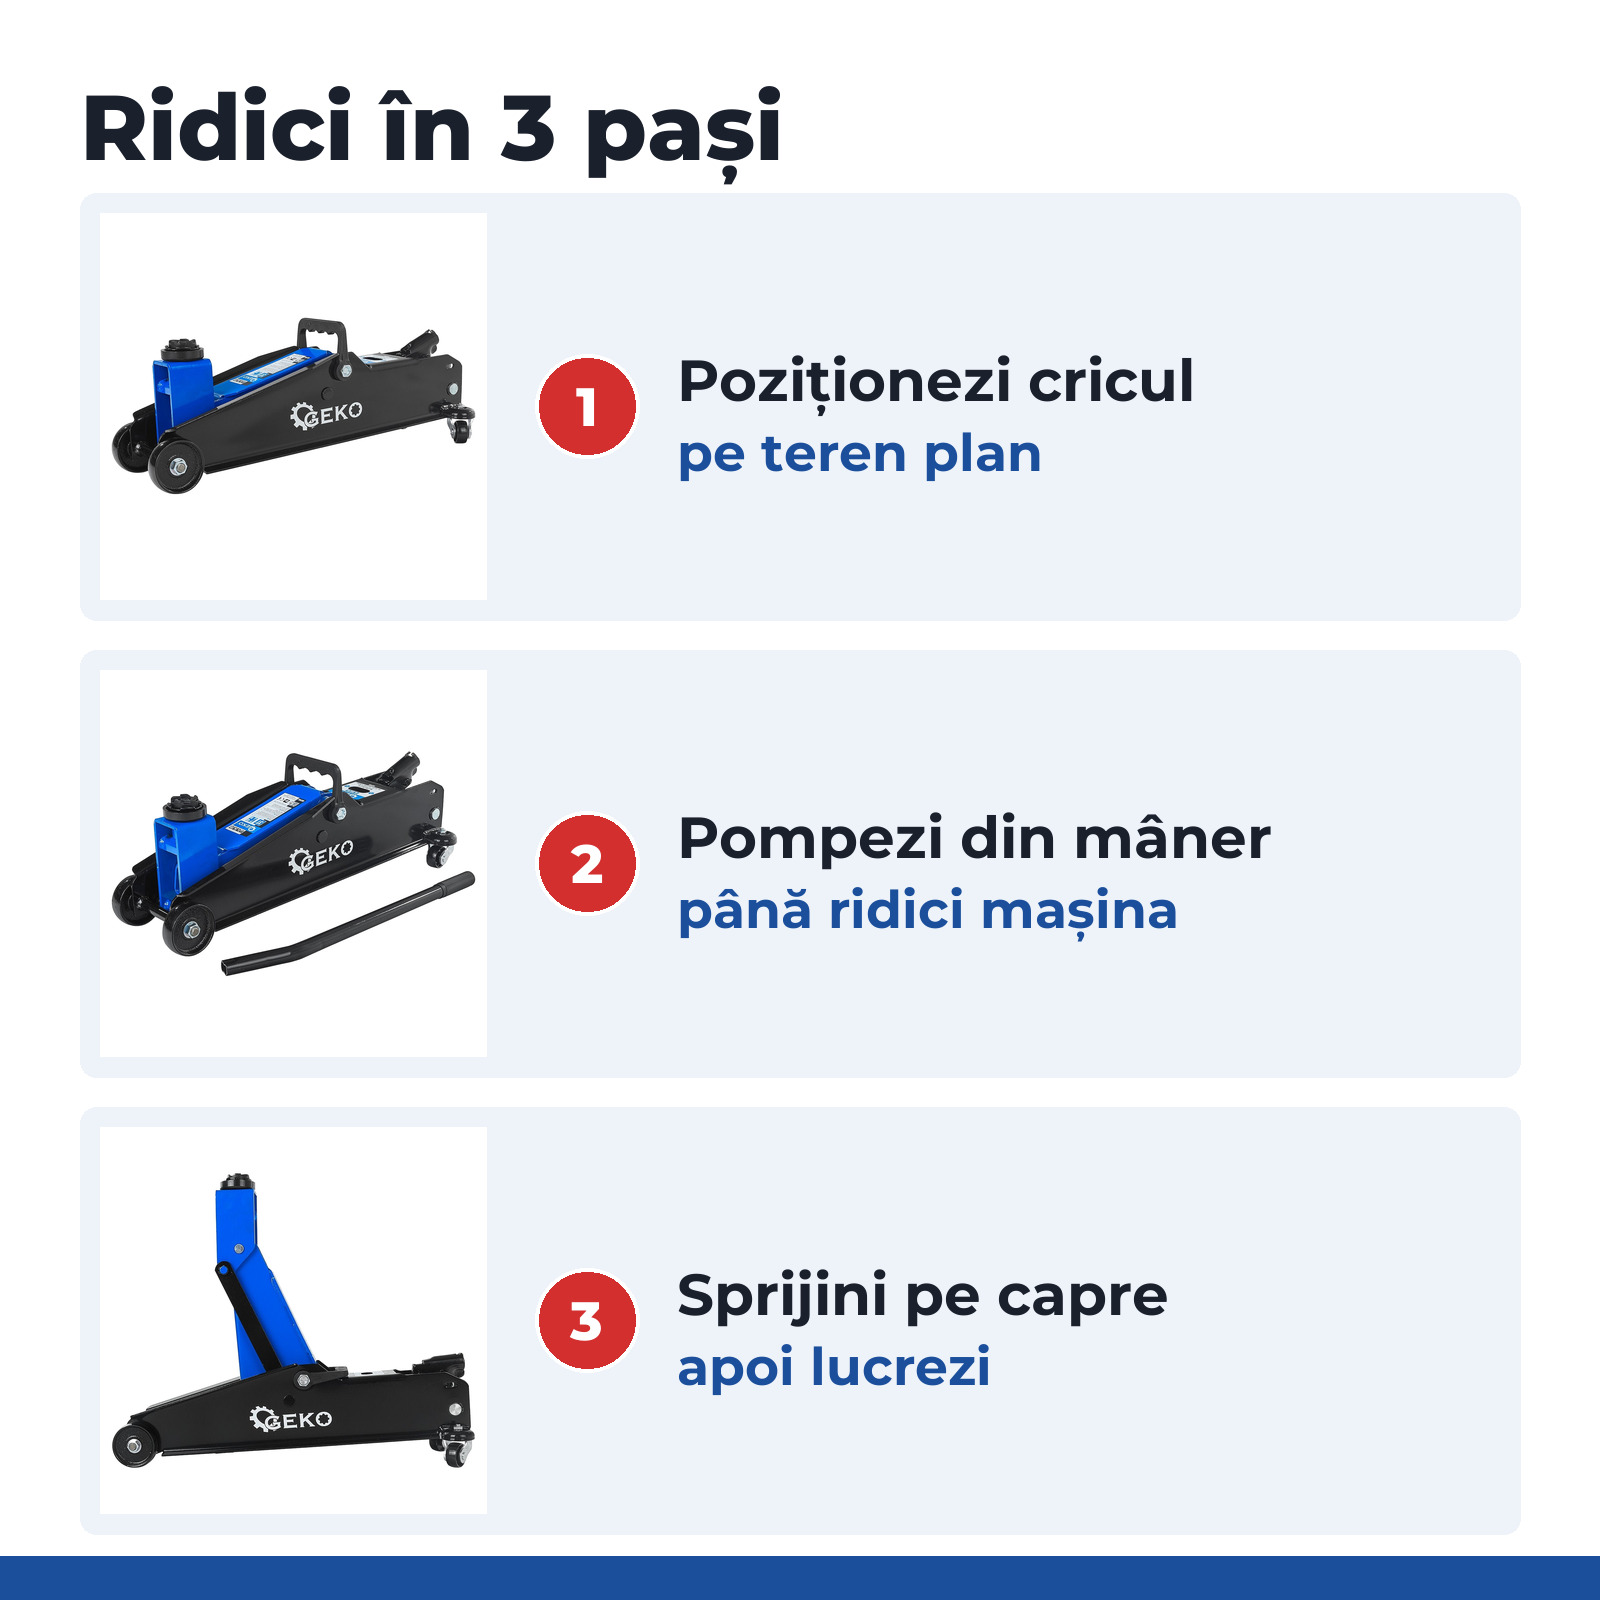 Ridici în 3 pași
GEKO
1
Poziționezi cricul
pe teren plan
GEKO
2
Pompezi din mâner
până ridici mașina
GEKO
3
Sprijini pe capre
apoi lucrezi